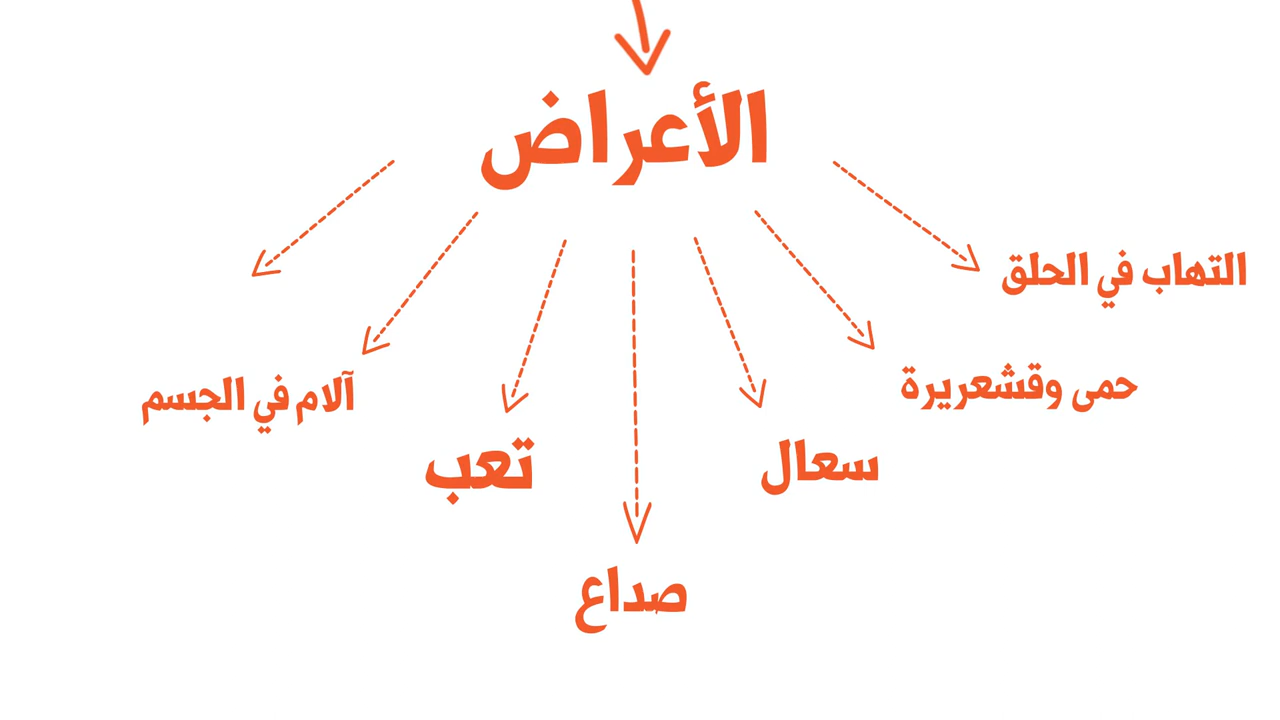 الأعراض
التهاب في الحلق
حمى وقشعريرة
سعال
صداع
تعب
آلام في الجسم